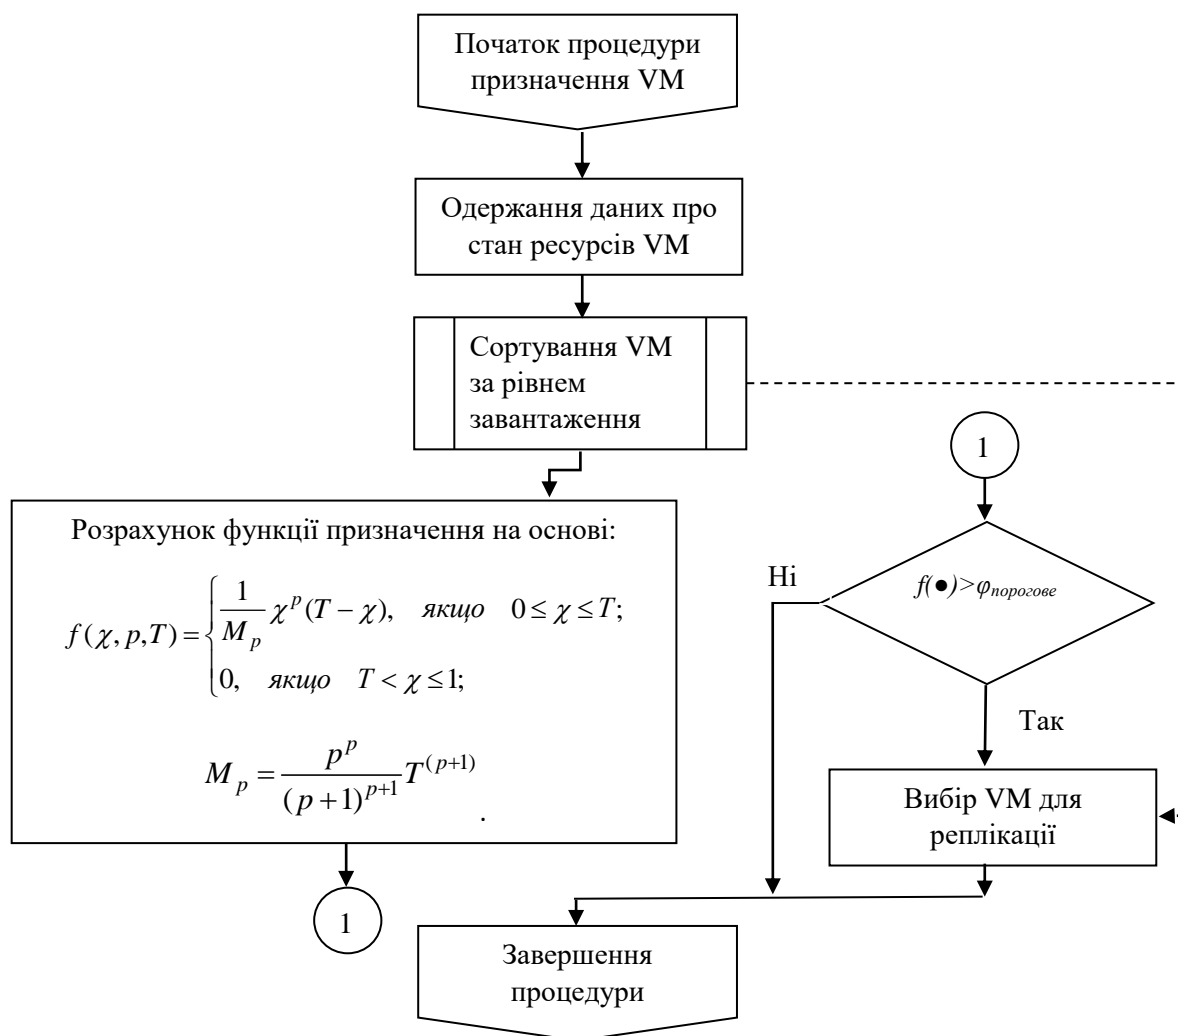 Початок процедури
призначення VM
Одержання даних про
стан ресурсів VM
Сортування VM
за рівнем
завантаження
Розрахунок функції призначення на основі:
f(χ, p, T) = { 1/M_p χ^p (T − χ), якщо 0 ≤ χ ≤ T;
0, якщо T < χ ≤ 1;
M_p = p^p / (p+1)^{p+1} T^{(p+1)} .
1
1
f(●)>φпорогове
Ні
Так
Вибір VM для
реплікації
Завершення
процедури